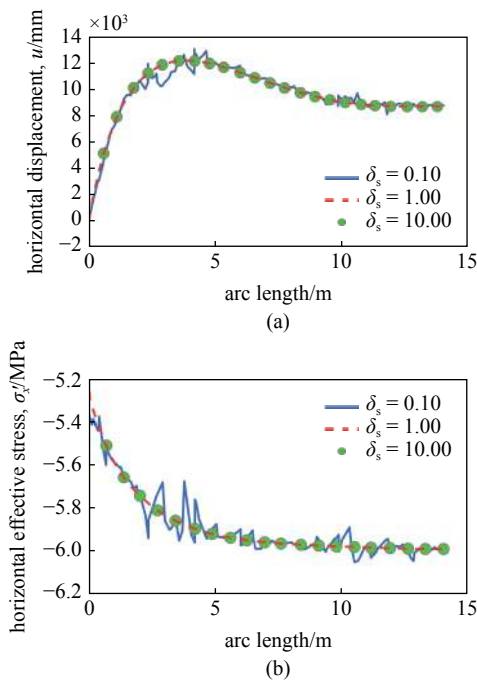 ×10³
horizontal displacement, u/mm
14
12
10
8
6
4
2
0
−2
δₛ = 0.10
δₛ = 1.00
δₛ = 10.00
0 5 10 15
arc length/m
(a)
horizontal effective stress, σₓ′/MPa
−5.2
−5.4
−5.6
−5.8
−6.0
−6.2
δₛ = 0.10
δₛ = 1.00
δₛ = 10.00
0 5 10 15
arc length/m
(b)